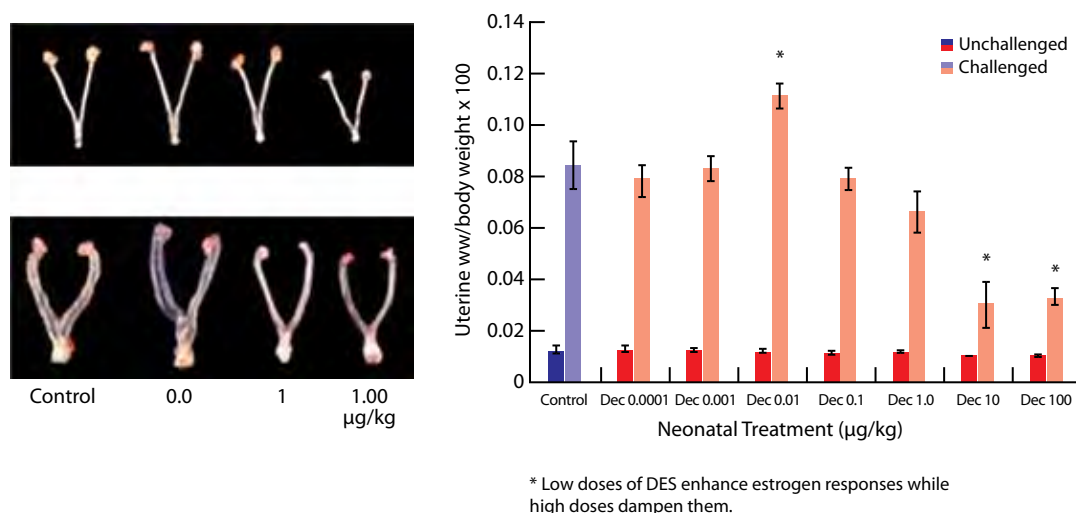 Control 0.0 1 1.00
µg/kg
Uterine ww/body weight x 100
0.14
0.12
0.10
0.08
0.06
0.04
0.02
0
Unchallenged
Challenged
*
*
*
Control Dec 0.0001 Dec 0.001 Dec 0.01 Dec 0.1 Dec 1.0 Dec 10 Dec 100
Neonatal Treatment (µg/kg)
* Low doses of DES enhance estrogen responses while
high doses dampen them.